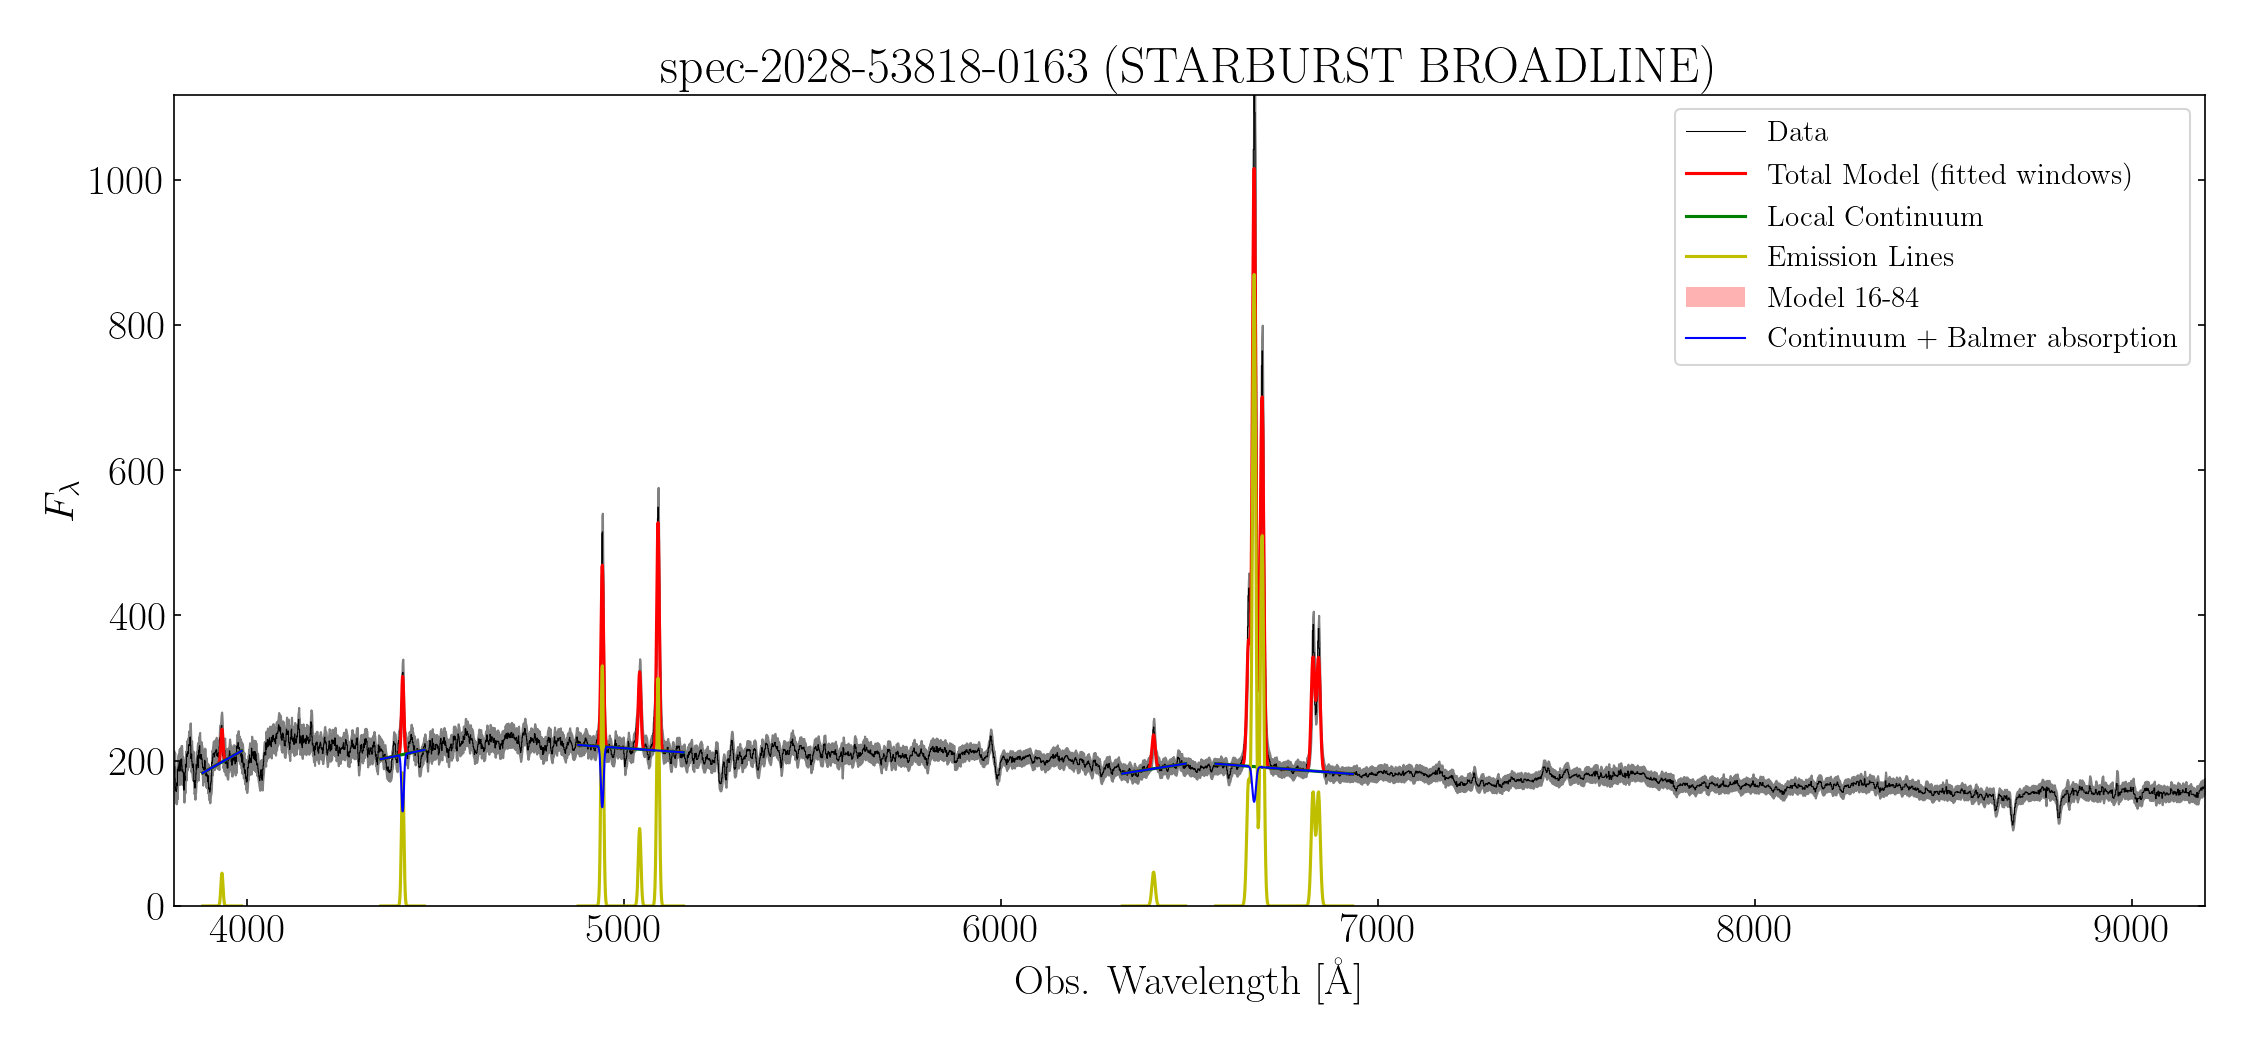 spec-2028-53818-0163 (STARBURST BROADLINE)
Data
Total Model (fitted windows)
Local Continuum
Emission Lines
Model 16-84
Continuum + Balmer absorption
1000
800
600
400
200
0
Fλ
4000 5000 6000 7000 8000 9000
Obs. Wavelength [Å]